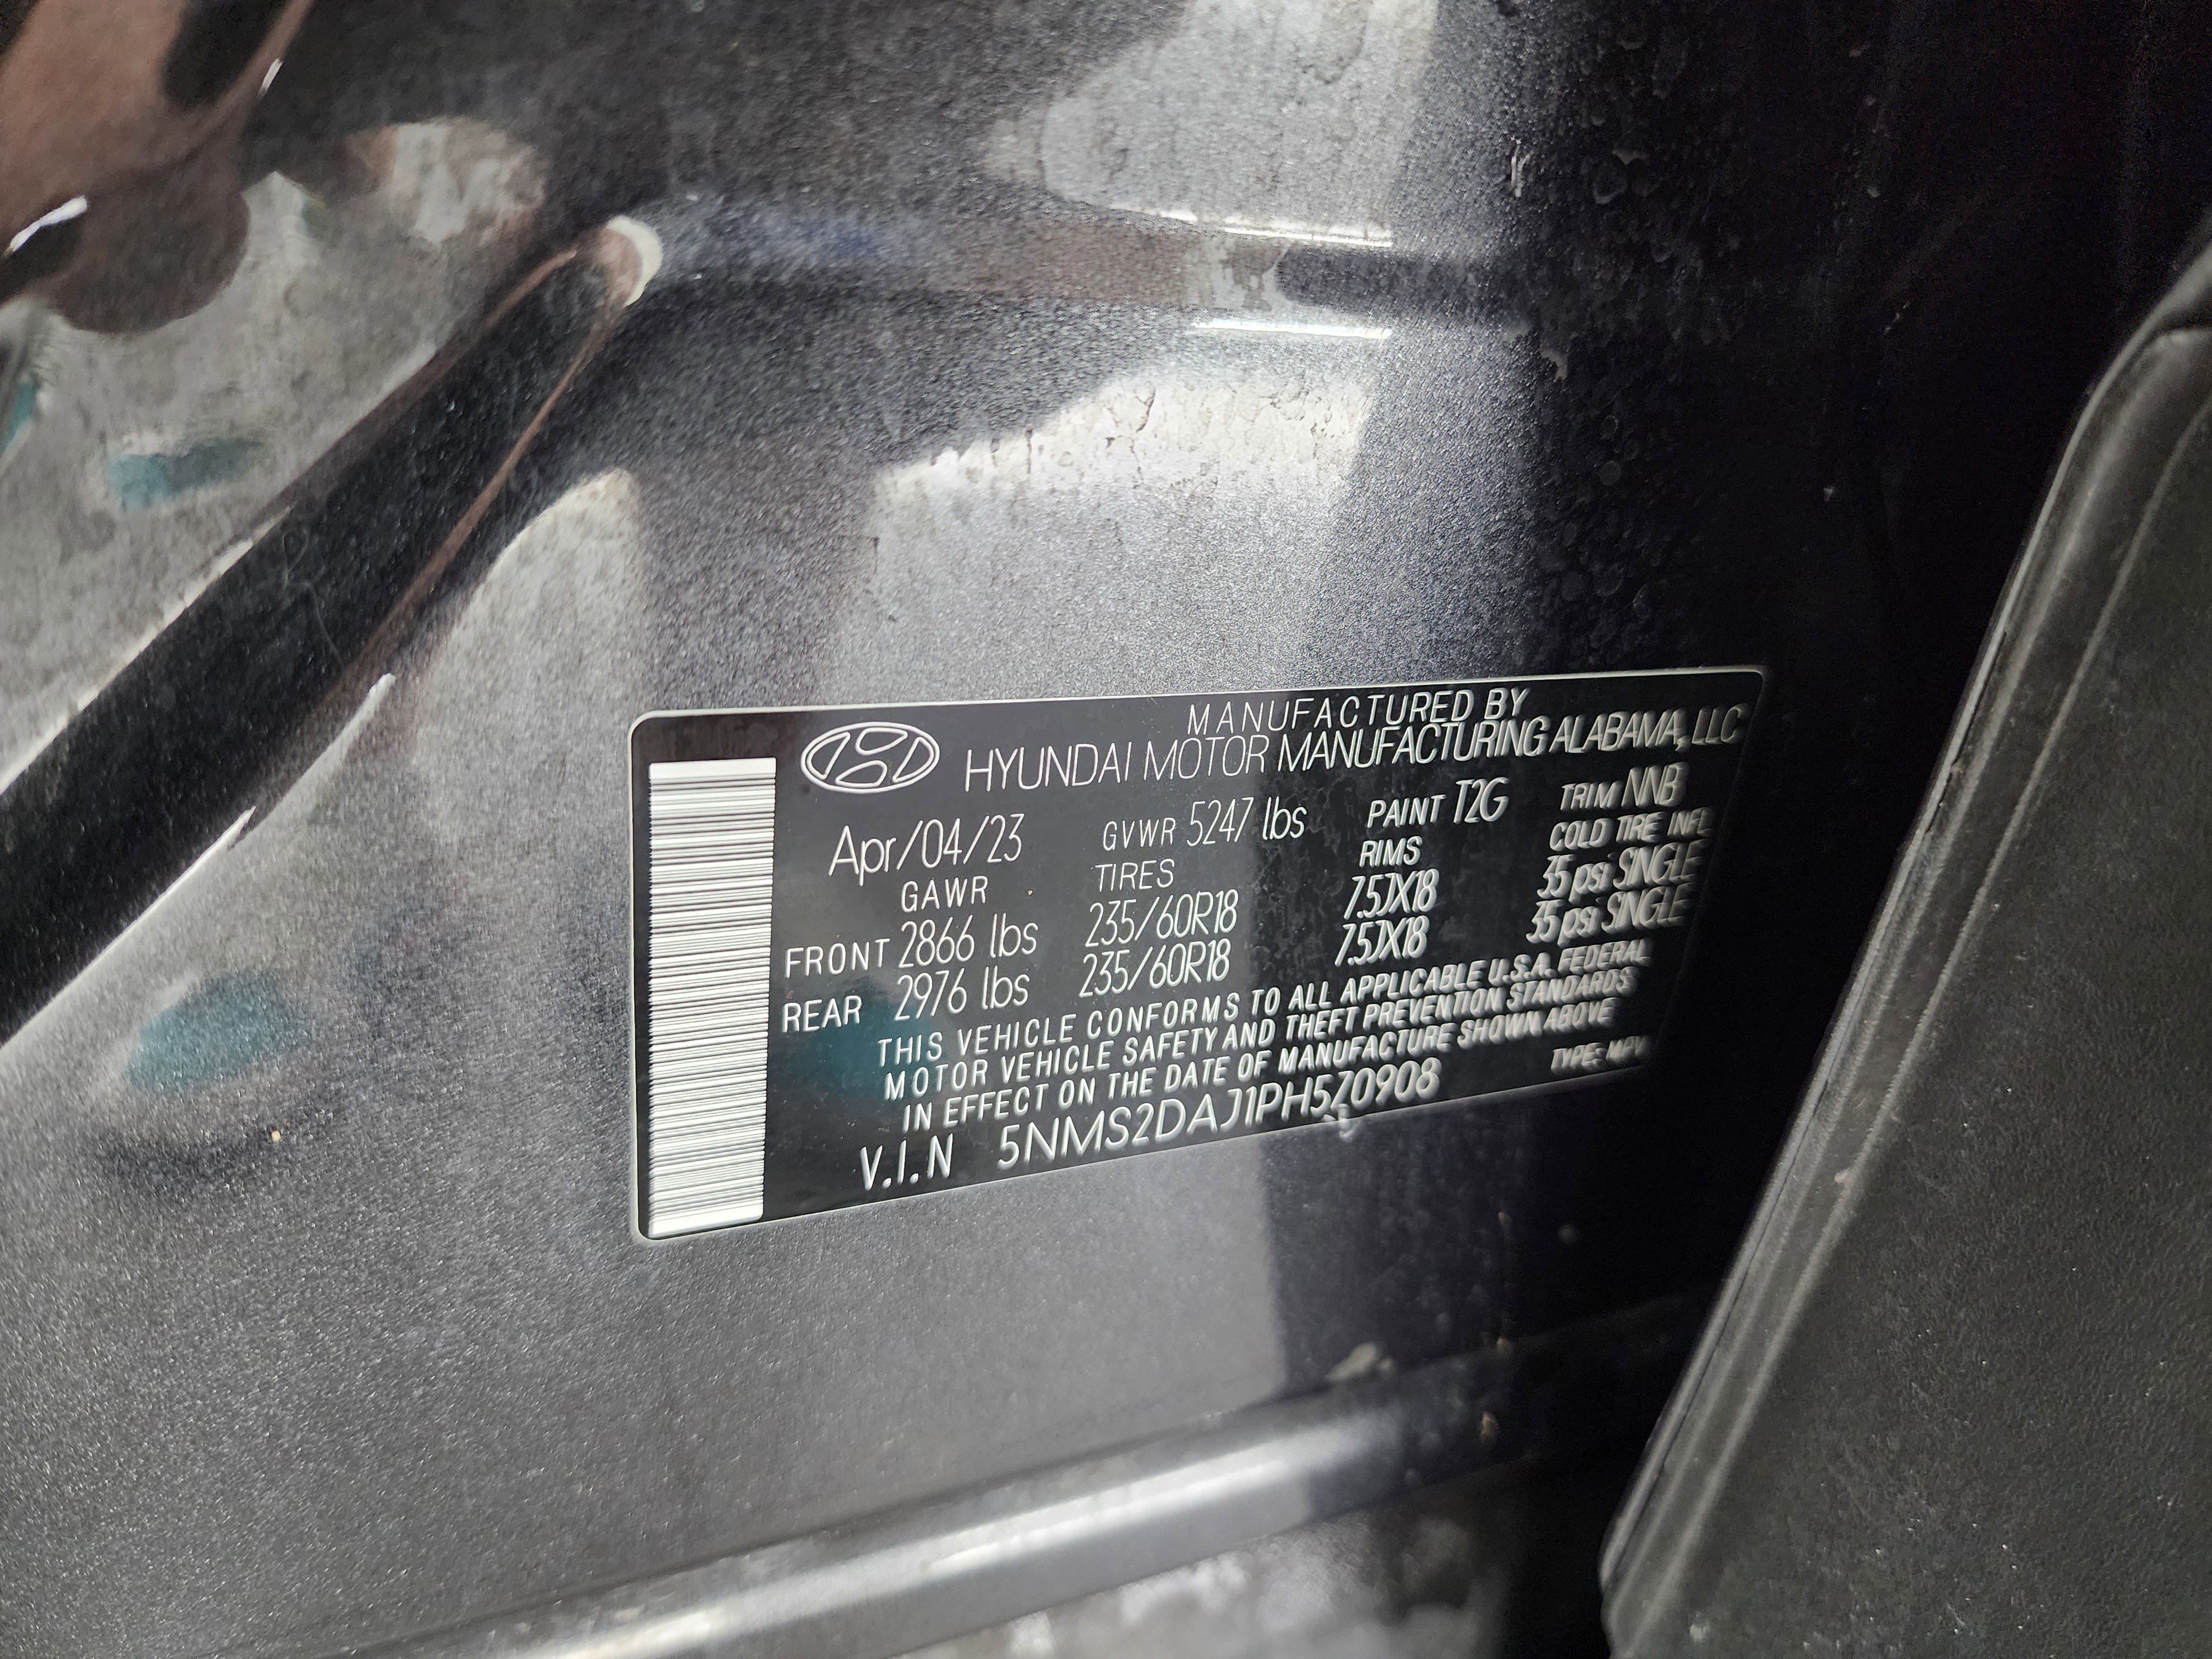 MANUFACTURED BY
HYUNDAI MOTOR MANUFACTURING ALABAMA, LLC
Apr/04/23 GVWR 5247 lbs PAINT T2G TRIM NNB
GAWR TIRES RIMS COLD TIRE INFL
FRONT 2866 lbs 235/60R18 7.5JX18 35 psi SINGLE
REAR 2976 lbs 235/60R18 7.5JX18 35 psi SINGLE
THIS VEHICLE CONFORMS TO ALL APPLICABLE U.S.A. FEDERAL
MOTOR VEHICLE SAFETY AND THEFT PREVENTION STANDARDS
IN EFFECT ON THE DATE OF MANUFACTURE SHOWN ABOVE
V.I.N 5NMS2DAJ1PH570908 TYPE: MPV